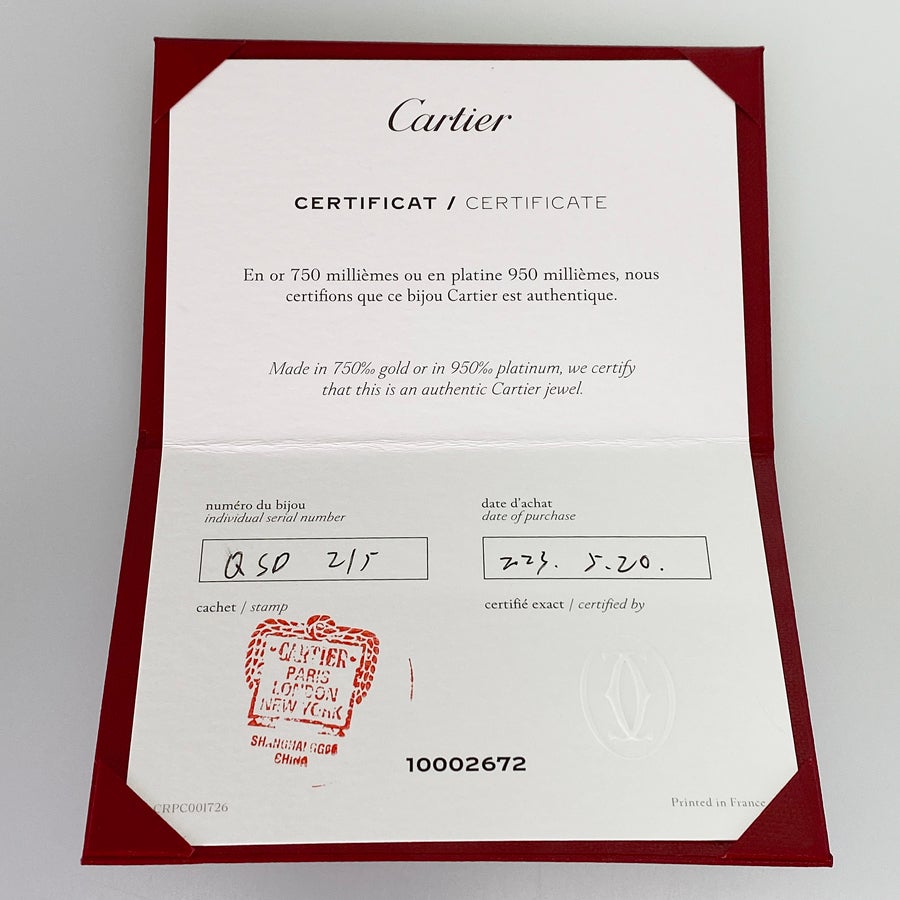 Cartier
CERTIFICAT / CERTIFICATE
En or 750 millièmes ou en platine 950 millièmes, nous
certifions que ce bijou Cartier est authentique.
Made in 750‰ gold or in 950‰ platinum, we certify
that this is an authentic Cartier jewel.
numéro du bijou
individual serial number
QSD 215
date d'achat
date of purchase
2023. 5.20.
cachet / stamp
certifié exact / certified by
CARTIER
PARIS
LONDON
NEW YORK
SHANGHAI
CHINA
10002672
CRPC001726
Printed in France